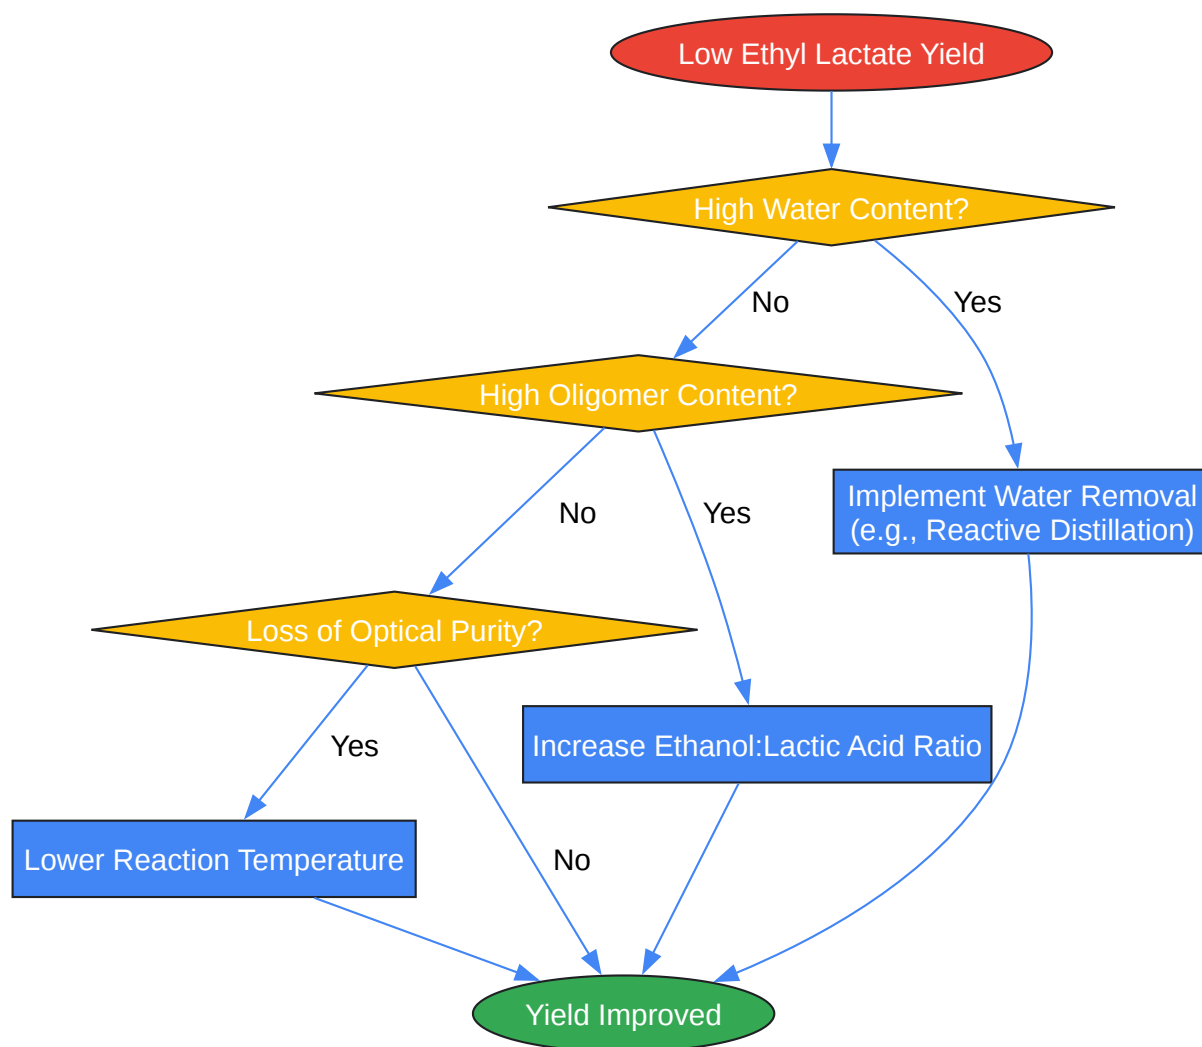 Low Ethyl Lactate Yield
High Water Content?
No
Yes
High Oligomer Content?
Implement Water Removal
(e.g., Reactive Distillation)
No
Yes
Loss of Optical Purity?
Yes
Increase Ethanol:Lactic Acid Ratio
Lower Reaction Temperature
No
Yield Improved